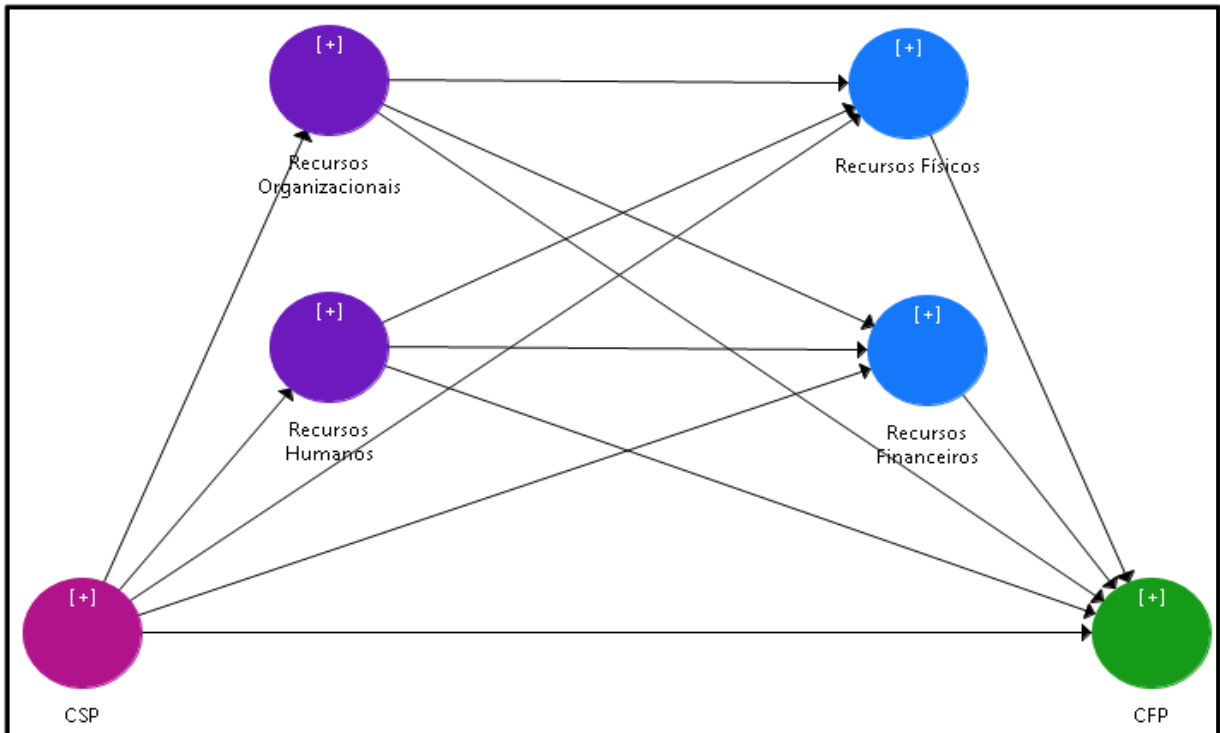 [+]
Recursos
Organizacionais
[+]
Recursos Físicos
[+]
Recursos
Humanos
[+]
Recursos
Financeiros
[+]
CSP
[+]
CFP